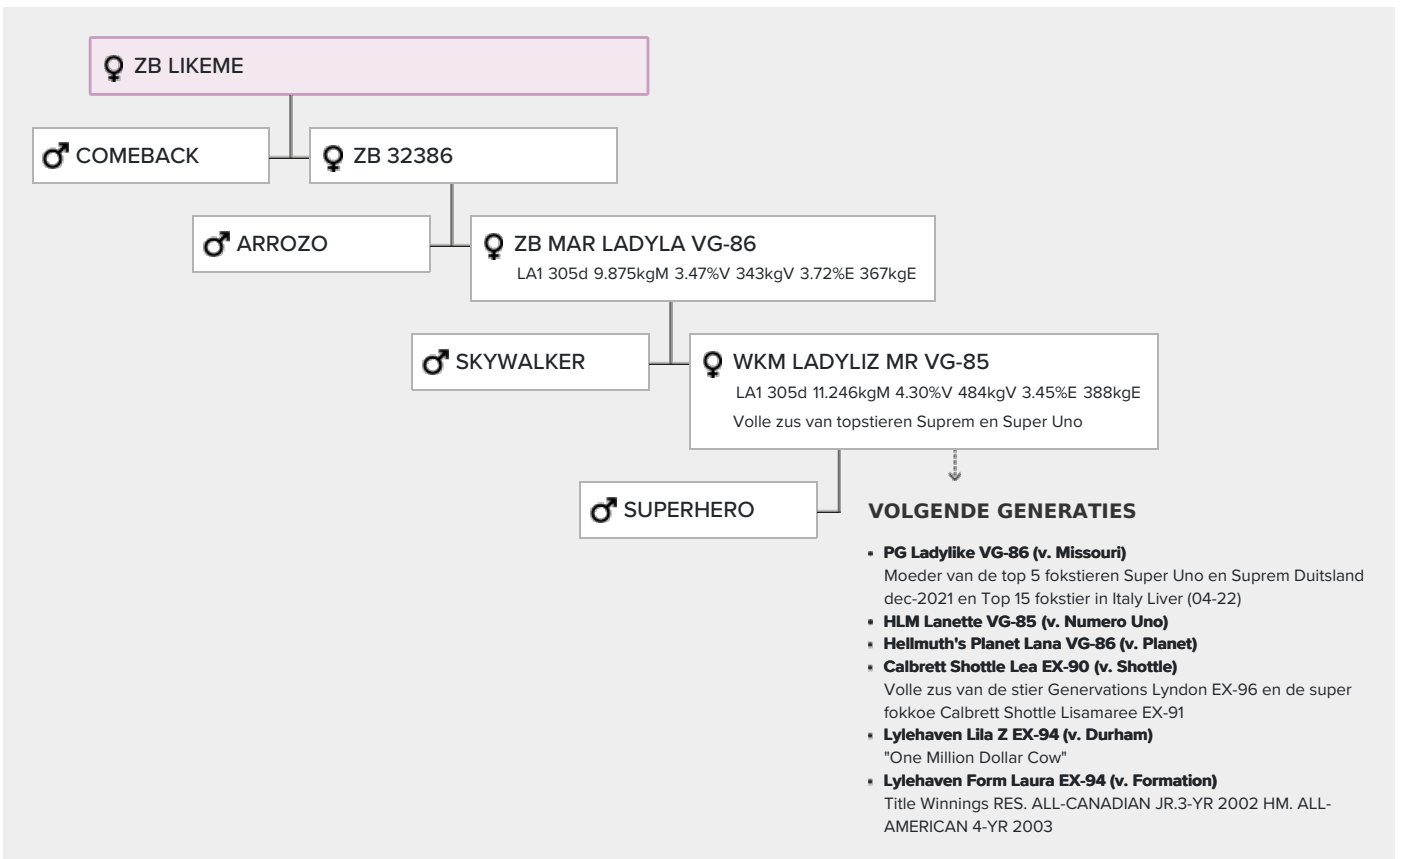 ZB LIKEME
COMEBACK
ZB 32386
ARROZO
ZB MAR LADYLA VG-86
LA1 305d 9.875kgM 3.47%V 343kgV 3.72%E 367kgE
SKYWALKER
WKM LADYLIZ MR VG-85
LA1 305d 11.246kgM 4.30%V 484kgV 3.45%E 388kgE
Volle zus van topstieren Suprem en Super Uno
SUPERHERO
VOLGENDE GENERATIES
• PG Ladylike VG-86 (v. Missouri)
Moeder van de top 5 fokstieren Super Uno en Suprem Duitsland
dec-2021 en Top 15 fokstier in Italy Liver (04-22)
• HLM Lanette VG-85 (v. Numero Uno)
• Hellmuth's Planet Lana VG-86 (v. Planet)
• Calbrett Shottle Lea EX-90 (v. Shottle)
Volle zus van de stier Genervations Lyndon EX-96 en de super
fokkoe Calbrett Shottle Lisamaree EX-91
• Lylehaven Lila Z EX-94 (v. Durham)
"One Million Dollar Cow"
• Lylehaven Form Laura EX-94 (v. Formation)
Title Winnings RES. ALL-CANADIAN JR.3-YR 2002 HM. ALL-
AMERICAN 4-YR 2003